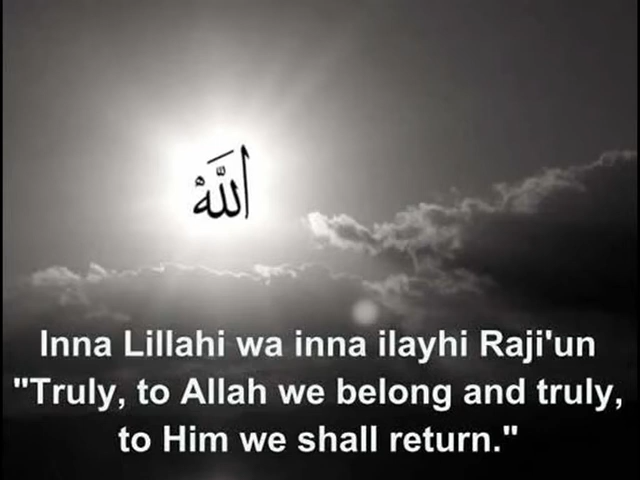 اللَّهُ
Inna Lillahi wa inna ilayhi Raji'un
"Truly, to Allah we belong and truly,
to Him we shall return."